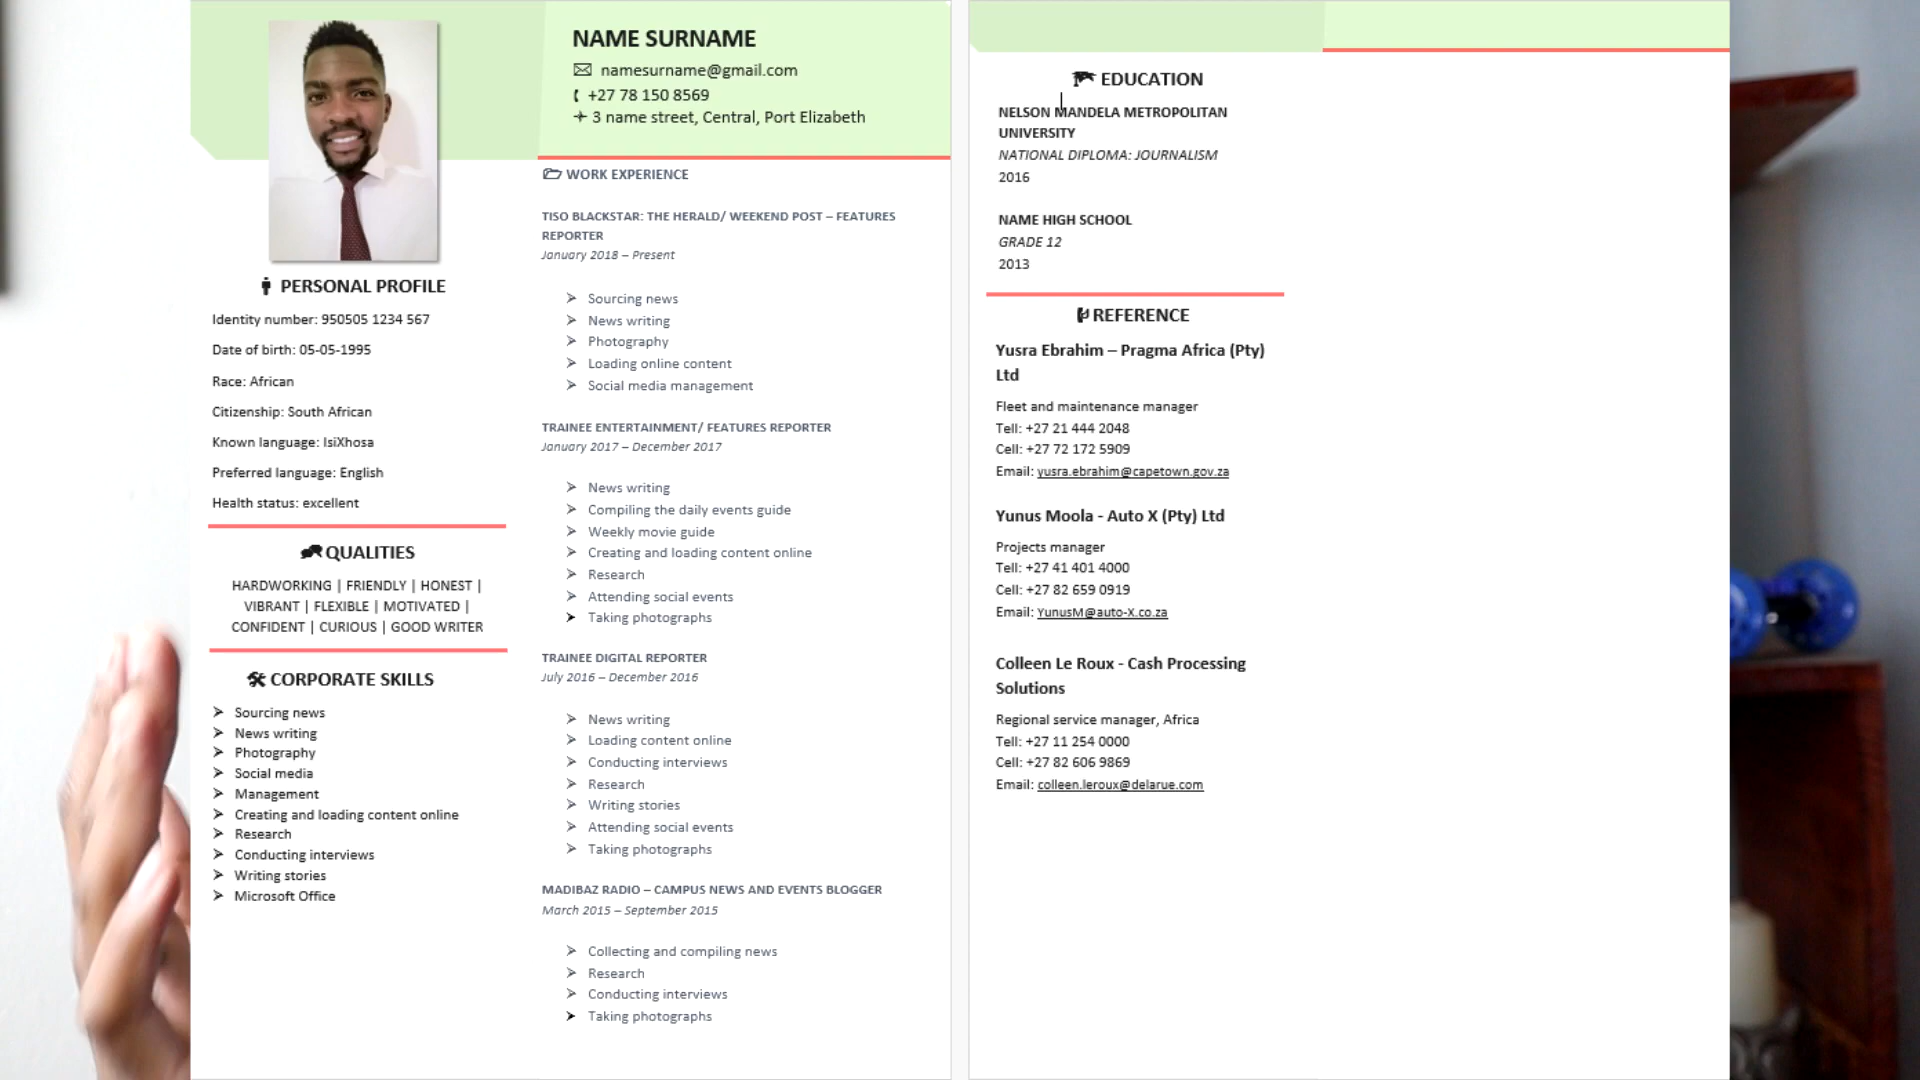 NAME SURNAME
namesurname@gmail.com
+27 78 150 8569
3 name street, Central, Port Elizabeth
PERSONAL PROFILE
Identity number: 950505 1234 567
Date of birth: 05-05-1995
Race: African
Citizenship: South African
Known language: IsiXhosa
Preferred language: English
Health status: excellent
QUALITIES
HARDWORKING | FRIENDLY | HONEST |
VIBRANT | FLEXIBLE | MOTIVATED |
CONFIDENT | CURIOUS | GOOD WRITER
CORPORATE SKILLS
Sourcing news
News writing
Photography
Social media
Management
Creating and loading content online
Research
Conducting interviews
Writing stories
Microsoft Office
WORK EXPERIENCE
TISO BLACKSTAR: THE HERALD/ WEEKEND POST – FEATURES
REPORTER
January 2018 – Present
Sourcing news
News writing
Photography
Loading online content
Social media management
TRAINEE ENTERTAINMENT/ FEATURES REPORTER
January 2017 – December 2017
News writing
Compiling the daily events guide
Weekly movie guide
Creating and loading content online
Research
Attending social events
Taking photographs
TRAINEE DIGITAL REPORTER
July 2016 – December 2016
News writing
Loading content online
Conducting interviews
Research
Writing stories
Attending social events
Taking photographs
MADIBAZ RADIO – CAMPUS NEWS AND EVENTS BLOGGER
March 2015 – September 2015
Collecting and compiling news
Research
Conducting interviews
Taking photographs
EDUCATION
NELSON MANDELA METROPOLITAN
UNIVERSITY
NATIONAL DIPLOMA: JOURNALISM
2016
NAME HIGH SCHOOL
GRADE 12
2013
REFERENCE
Yusra Ebrahim – Pragma Africa (Pty)
Ltd
Fleet and maintenance manager
Tell: +27 21 444 2048
Cell: +27 72 172 5909
Email: yusra.ebrahim@capetown.gov.za
Yunus Moola - Auto X (Pty) Ltd
Projects manager
Tell: +27 41 401 4000
Cell: +27 82 659 0919
Email: YunusM@auto-X.co.za
Colleen Le Roux - Cash Processing
Solutions
Regional service manager, Africa
Tell: +27 11 254 0000
Cell: +27 82 606 9869
Email: colleen.leroux@delarue.com